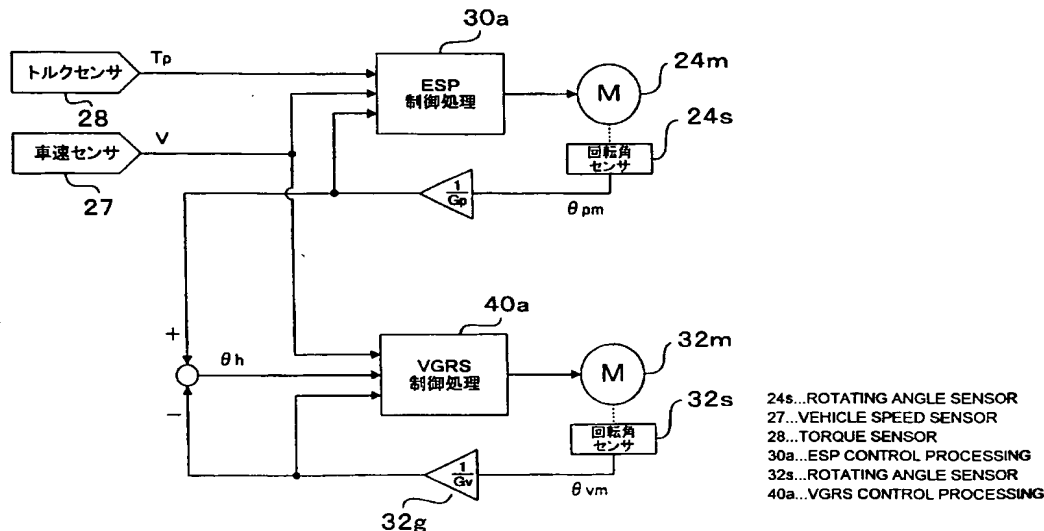 30a
Tp
トルクセンサ
28
ESP
制御処理
M
24m
24s
V
車速センサ
27
回転角
センサ
1
Gp
θpm
40a
+
θh
VGRS
制御処理
M
32m
32s
−
回転角
センサ
1
Gv
θvm
32g
24s...ROTATING ANGLE SENSOR
27...VEHICLE SPEED SENSOR
28...TORQUE SENSOR
30a...ESP CONTROL PROCESSING
32s...ROTATING ANGLE SENSOR
40a...VGRS CONTROL PROCESSING